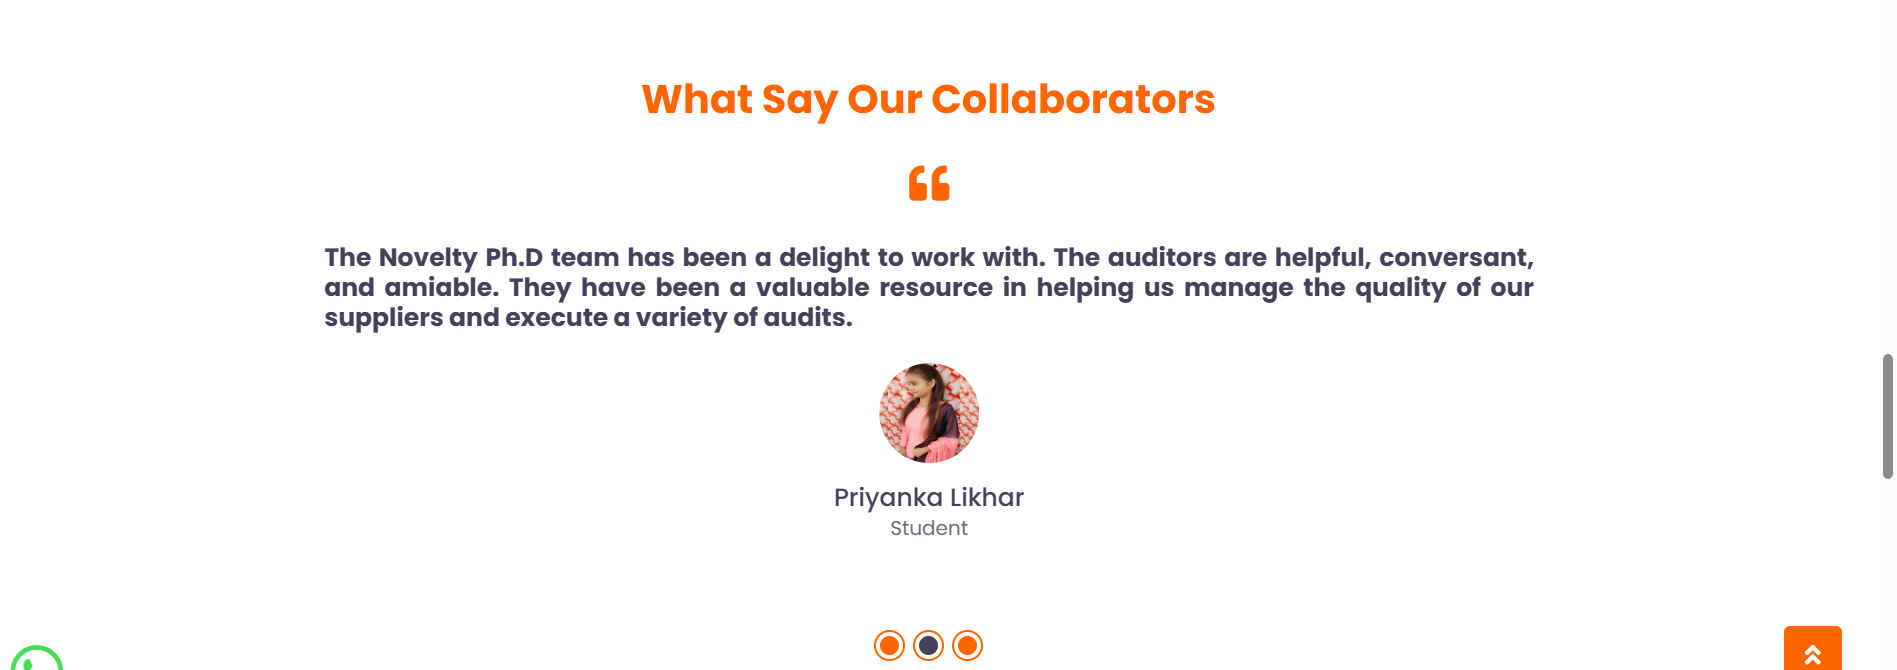 What Say Our Collaborators
The Novelty Ph.D team has been a delight to work with. The auditors are helpful, conversant,
and amiable. They have been a valuable resource in helping us manage the quality of our
suppliers and execute a variety of audits.
Priyanka Likhar
Student